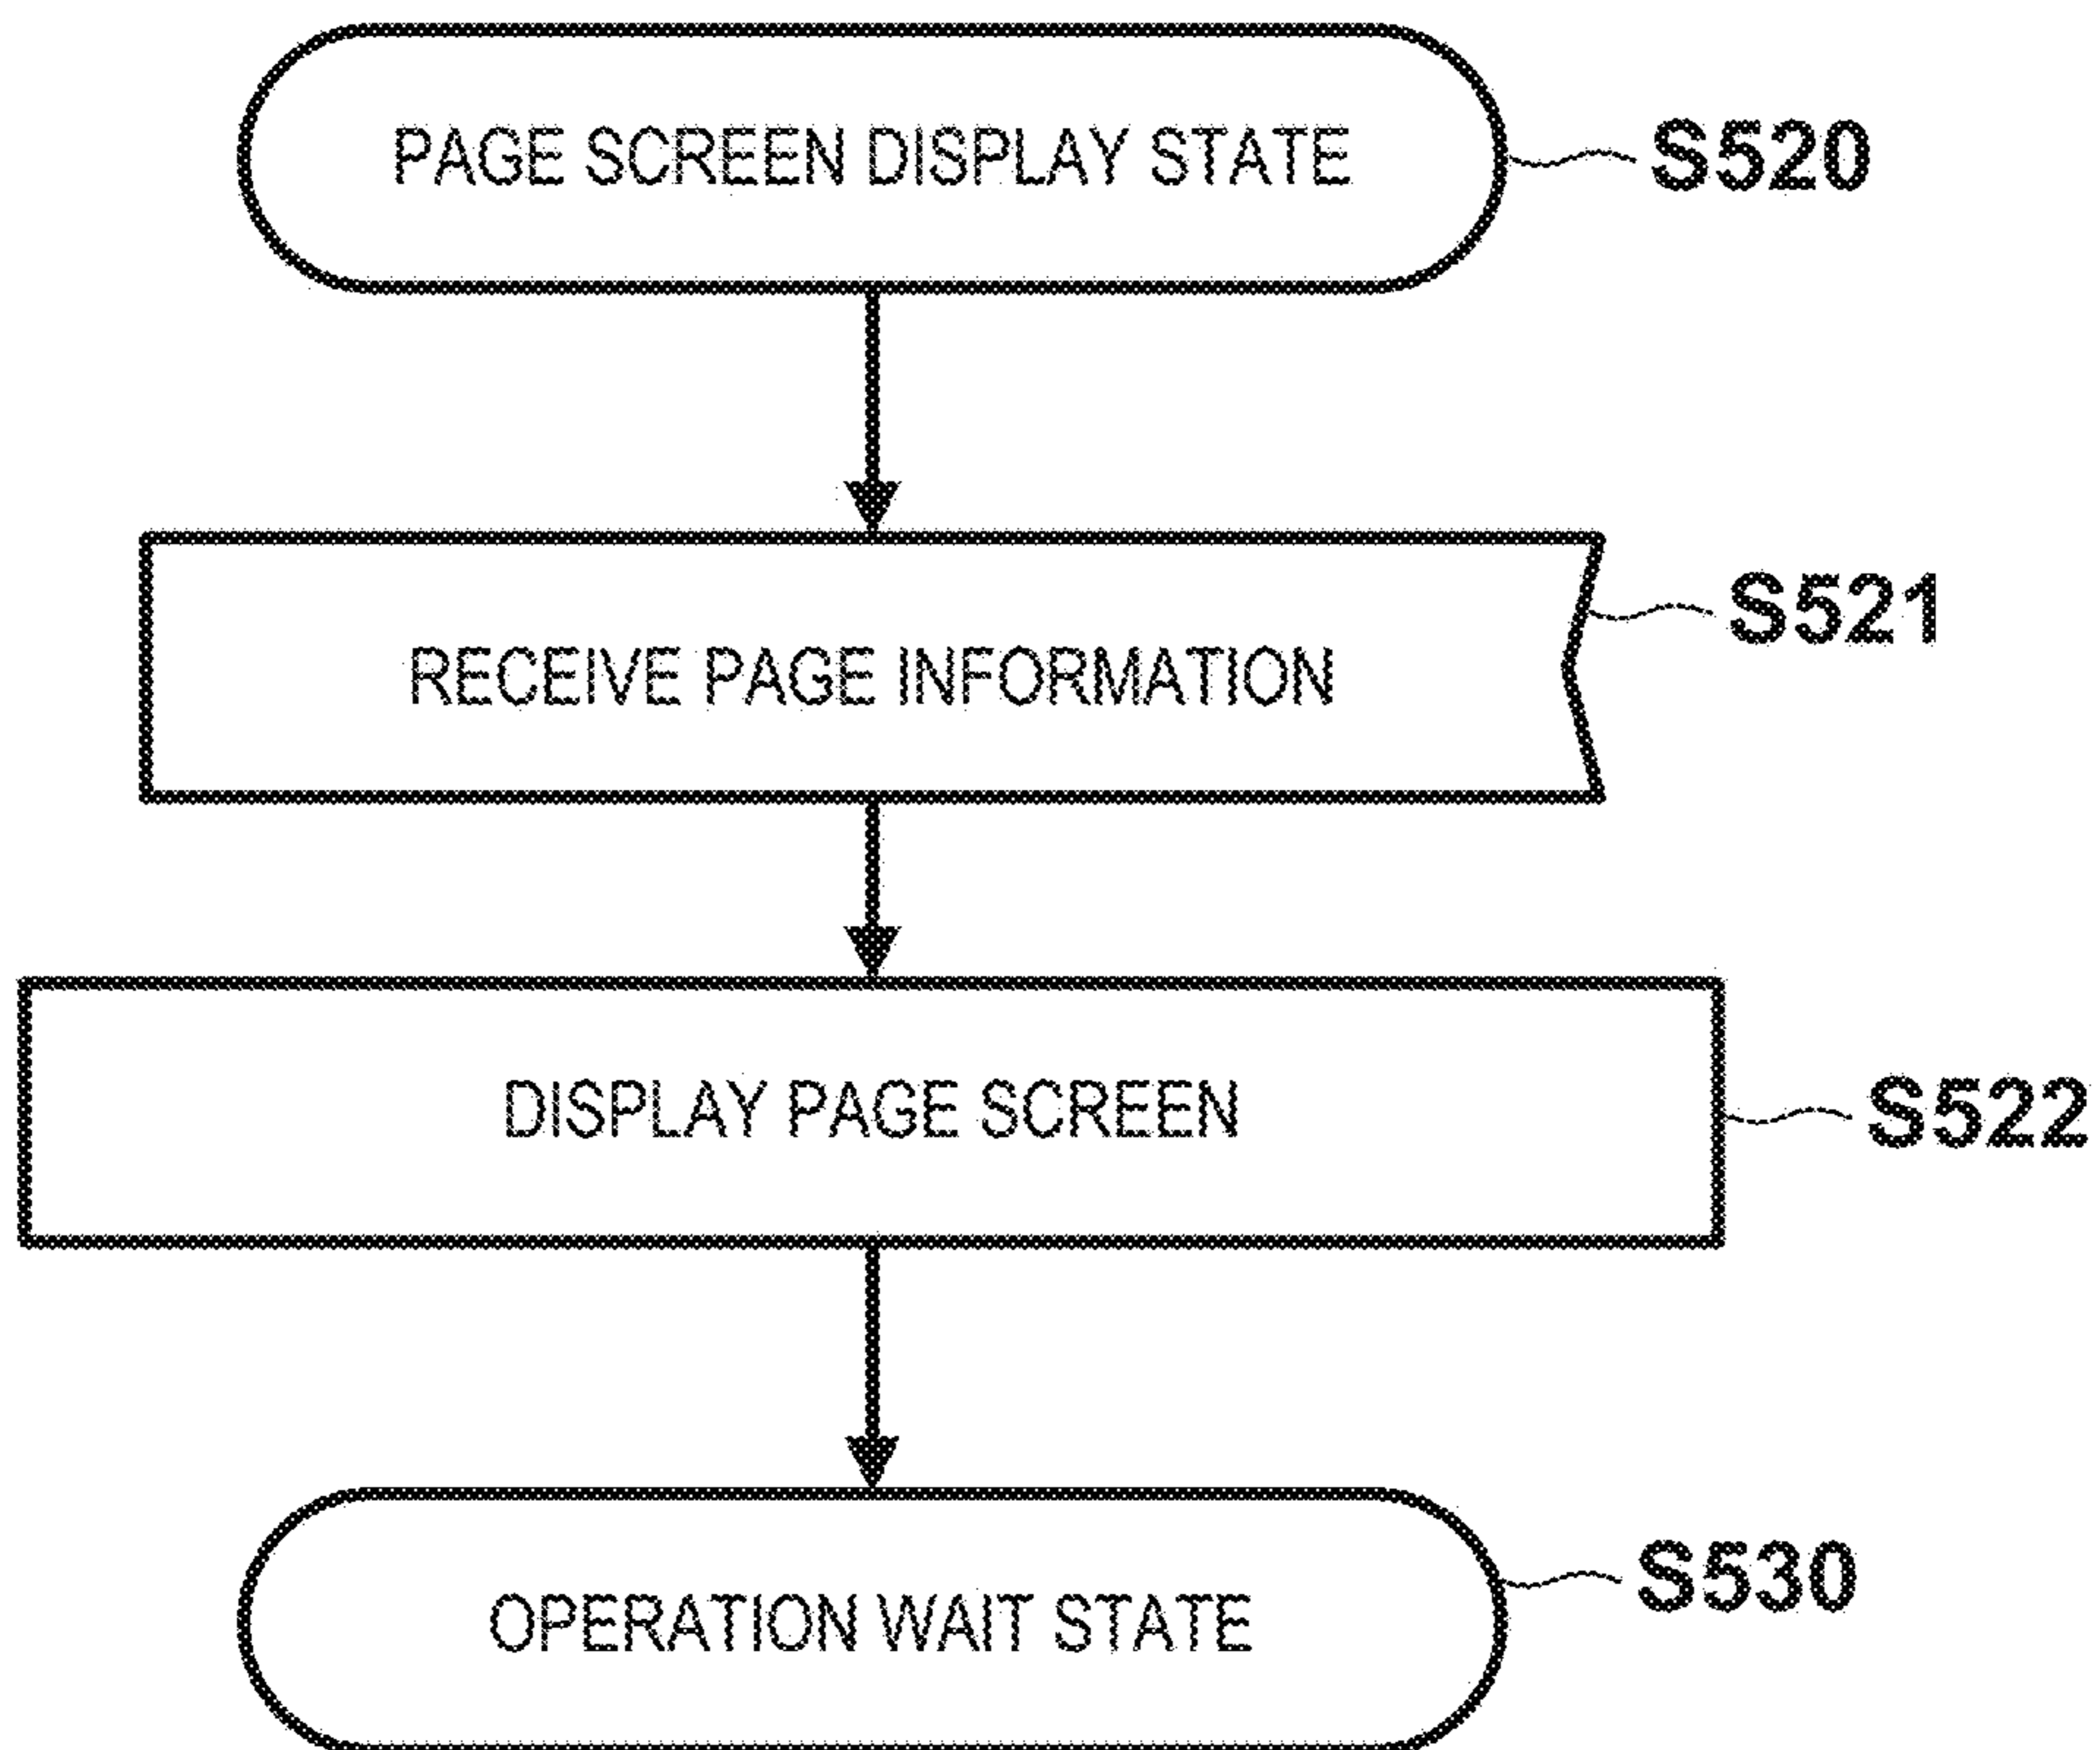 PAGE SCREEN DISPLAY STATE
S520
RECEIVE PAGE INFORMATION
S521
DISPLAY PAGE SCREEN
S522
OPERATION WAIT STATE
S530